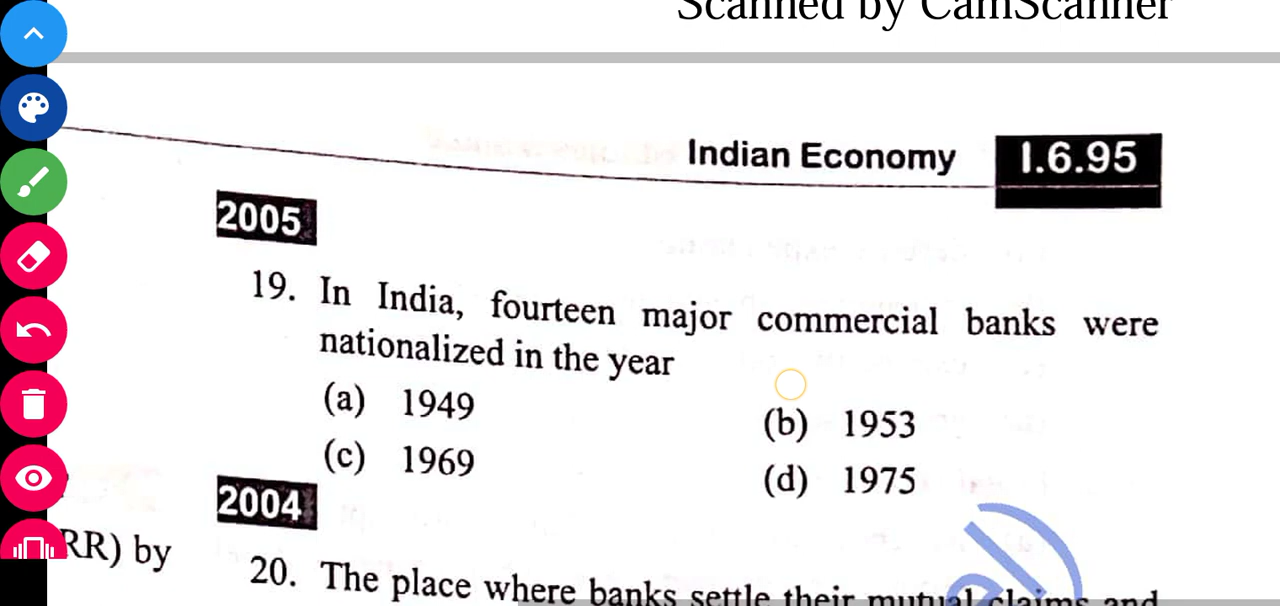 Scanned by CamScanner
Indian Economy I.6.95
2005
19. In India, fourteen major commercial banks were
nationalized in the year
(a) 1949 (b) 1953
(c) 1969 (d) 1975
2004
RR) by
20. The place where banks settle their mutual claims and
el)